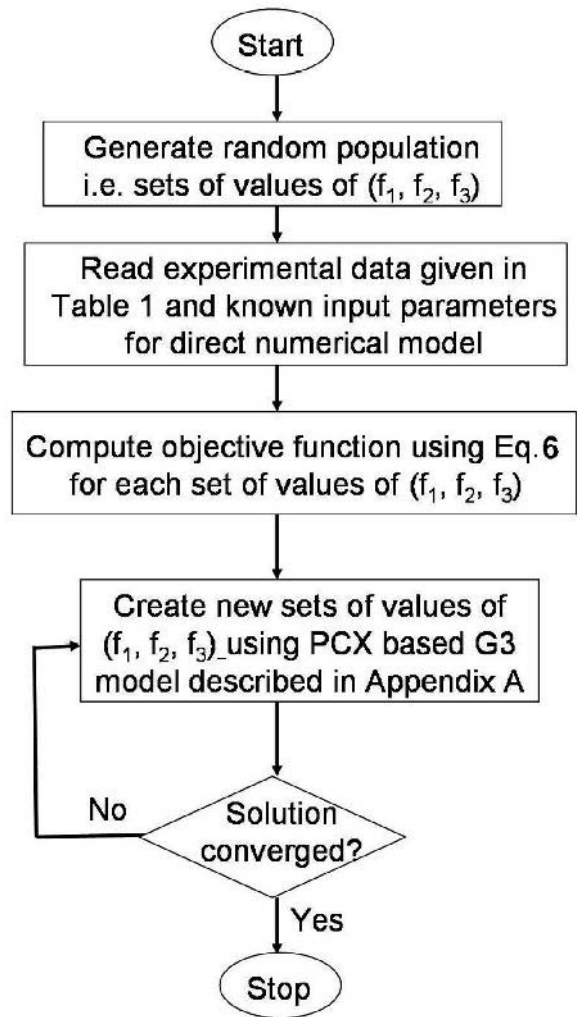 Start
Generate random population
i.e. sets of values of (f₁, f₂, f₃)
Read experimental data given in
Table 1 and known input parameters
for direct numerical model
Compute objective function using Eq.6
for each set of values of (f₁, f₂, f₃)
Create new sets of values of
(f₁, f₂, f₃)_using PCX based G3
model described in Appendix A
No
Solution
converged?
Yes
Stop